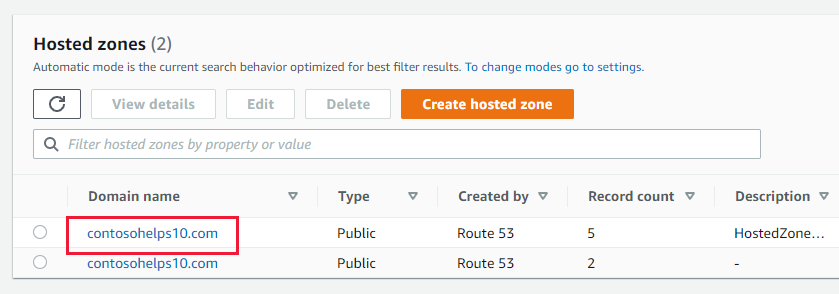 Hosted zones (2)
Automatic mode is the current search behavior optimized for best filter results. To change modes go to settings.
View details Edit Delete Create hosted zone
Filter hosted zones by property or value
Domain name Type Created by Record count Description
contosohelps10.com Public Route 53 5 HostedZone...
contosohelps10.com Public Route 53 2 -